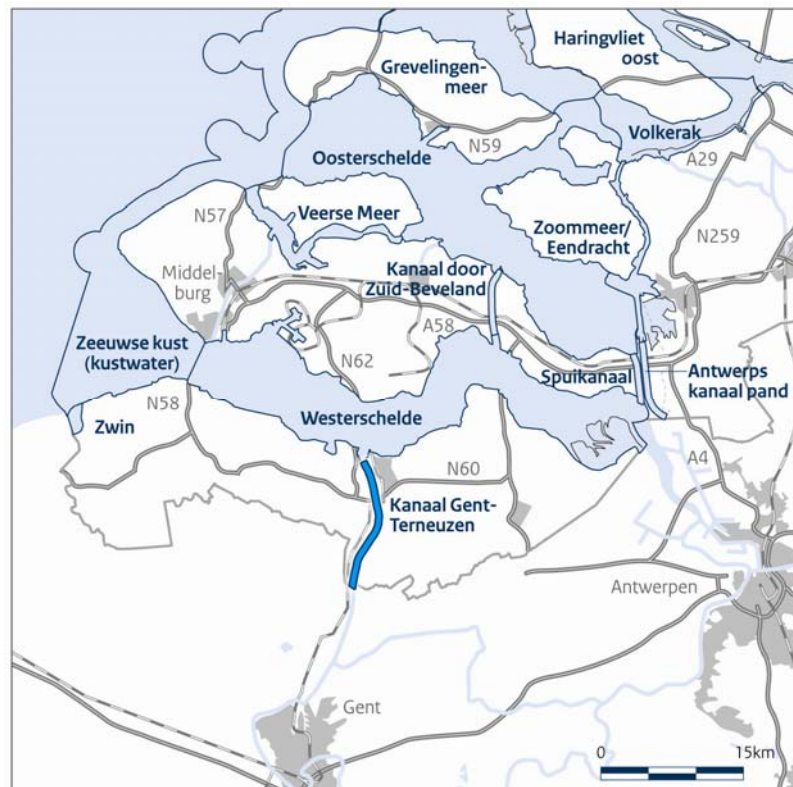 Haringvliet
oost
Grevelingen-
meer
Volkerak
N59
Oosterschelde
A29
N57
Veerse Meer
Zoommeer/
Eendracht
N259
Middel-
burg
Kanaal door
Zuid-Beveland
A58
Zeeuwse kust
(kustwater)
N62
Spuikanaal
Antwerps
kanaal pand
N58
Westerschelde
Zwin
A4
N60
Kanaal Gent-
Terneuzen
Antwerpen
Gent
0
15km